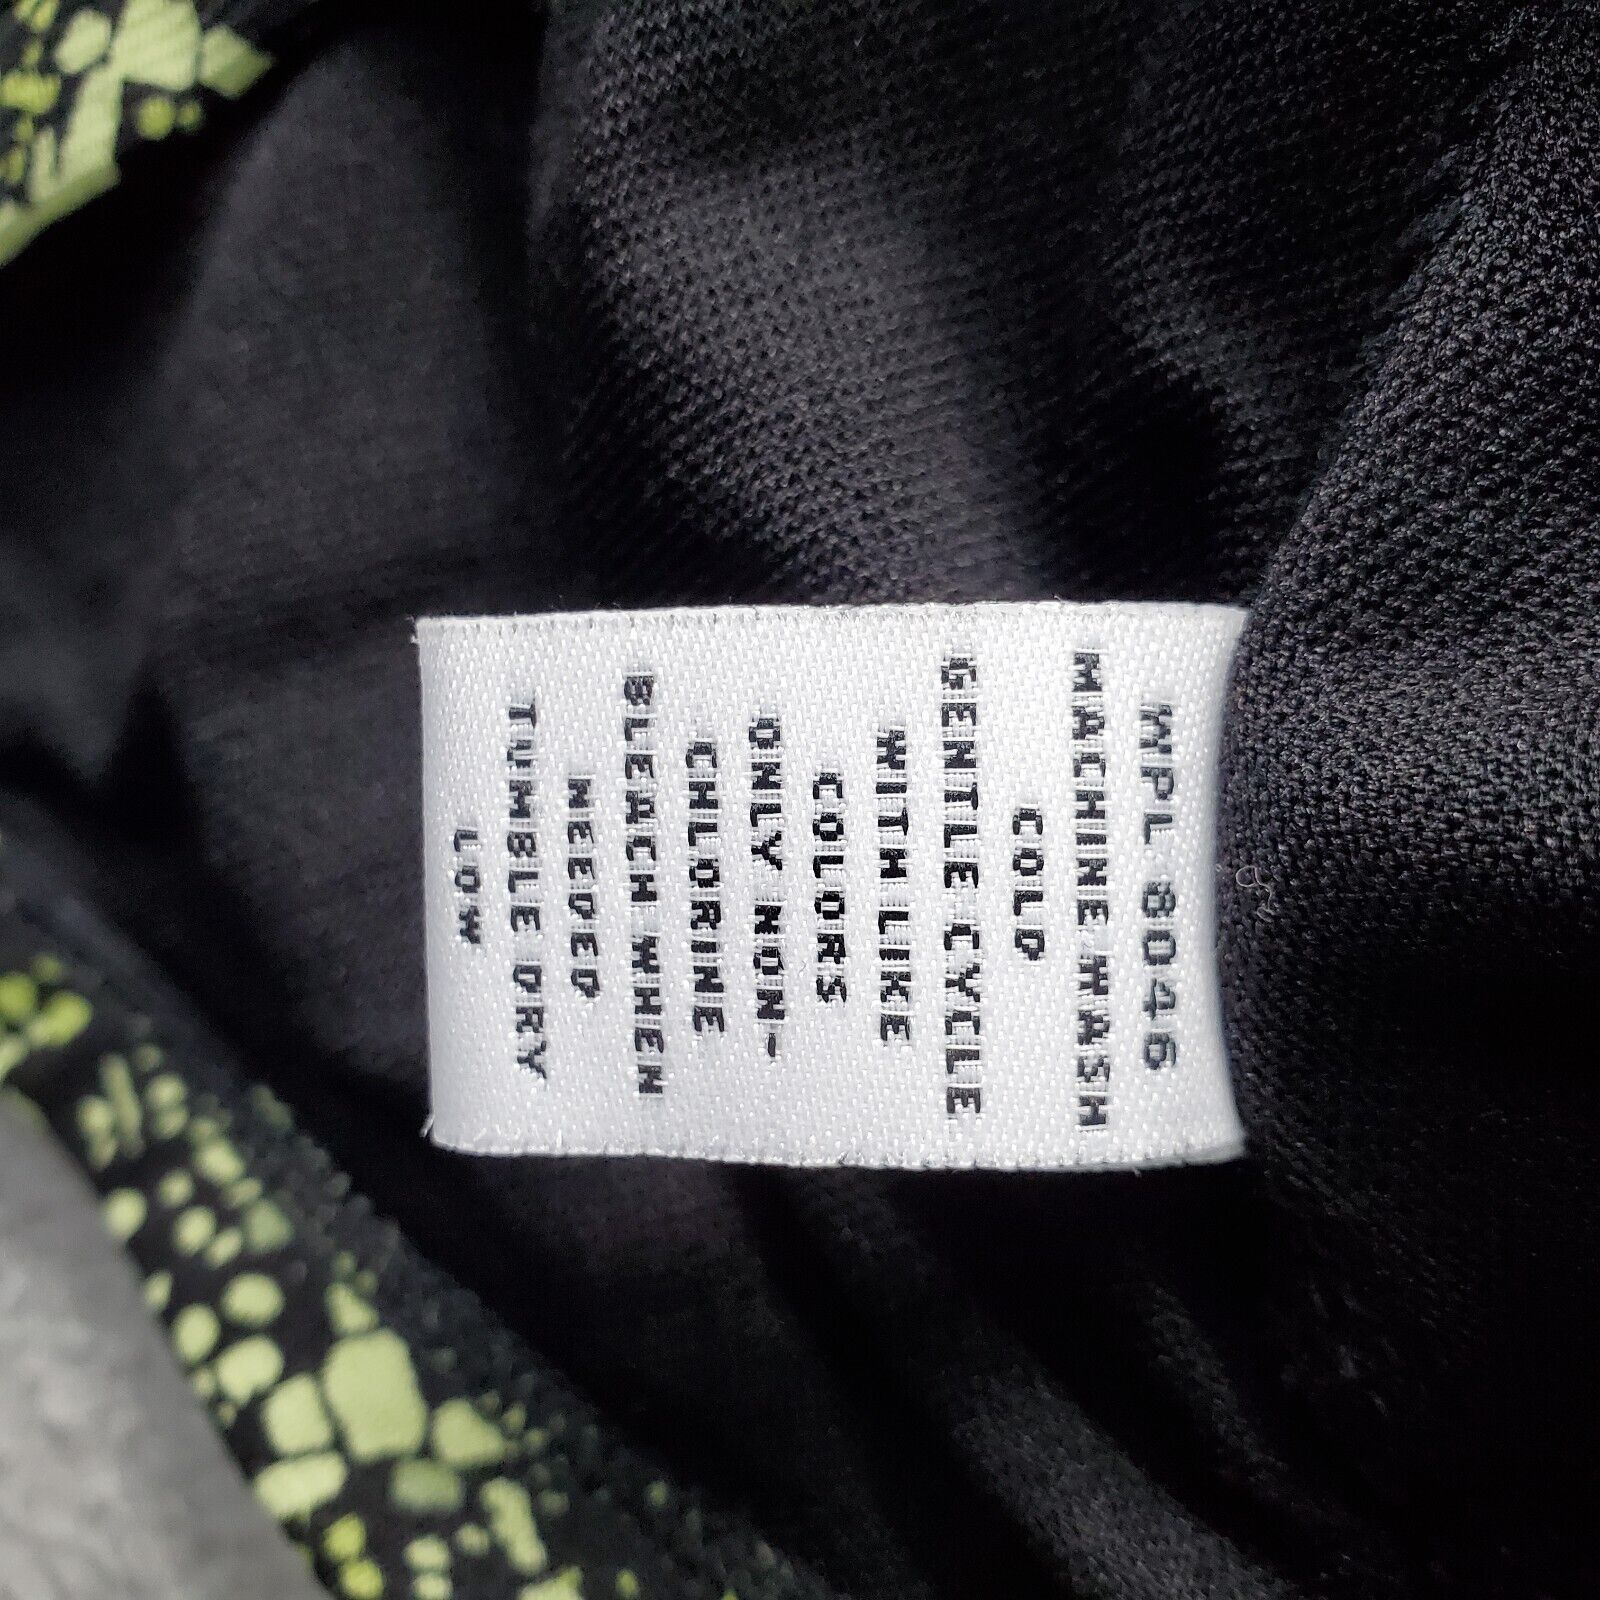 WPL 8046
MACHINE WASH
COLD
GENTLE CYCLE
WITH LIKE
COLORS
ONLY NON-
CHLORINE
BLEACH WHEN
NEEDED
TUMBLE DRY
LOW